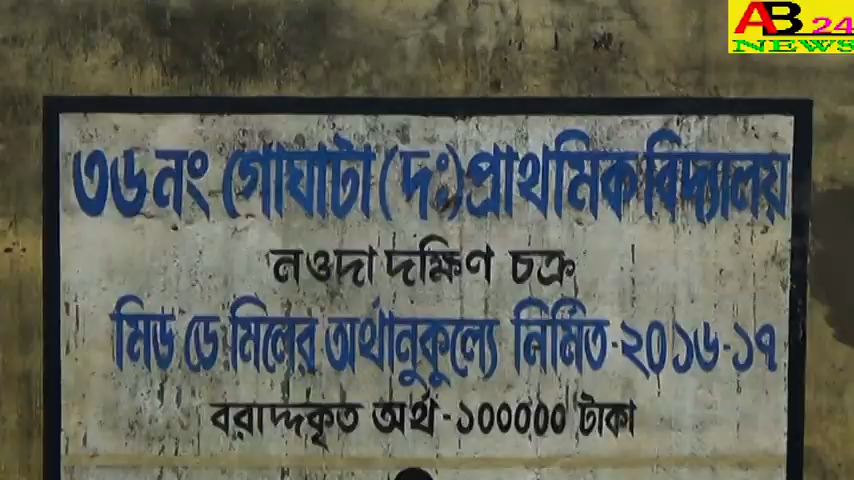 AB 24
NEWS
৩৬নং গোঘাটা (দঃ) প্রাথমিক বিদ্যালয়
নওদা দক্ষিণ চক্র
মিড ডে মিলের অর্থানুকুল্যে নির্মিত-২০১৬-১৭
বরাদ্দকৃত অর্থ-১০০০০০ টাকা